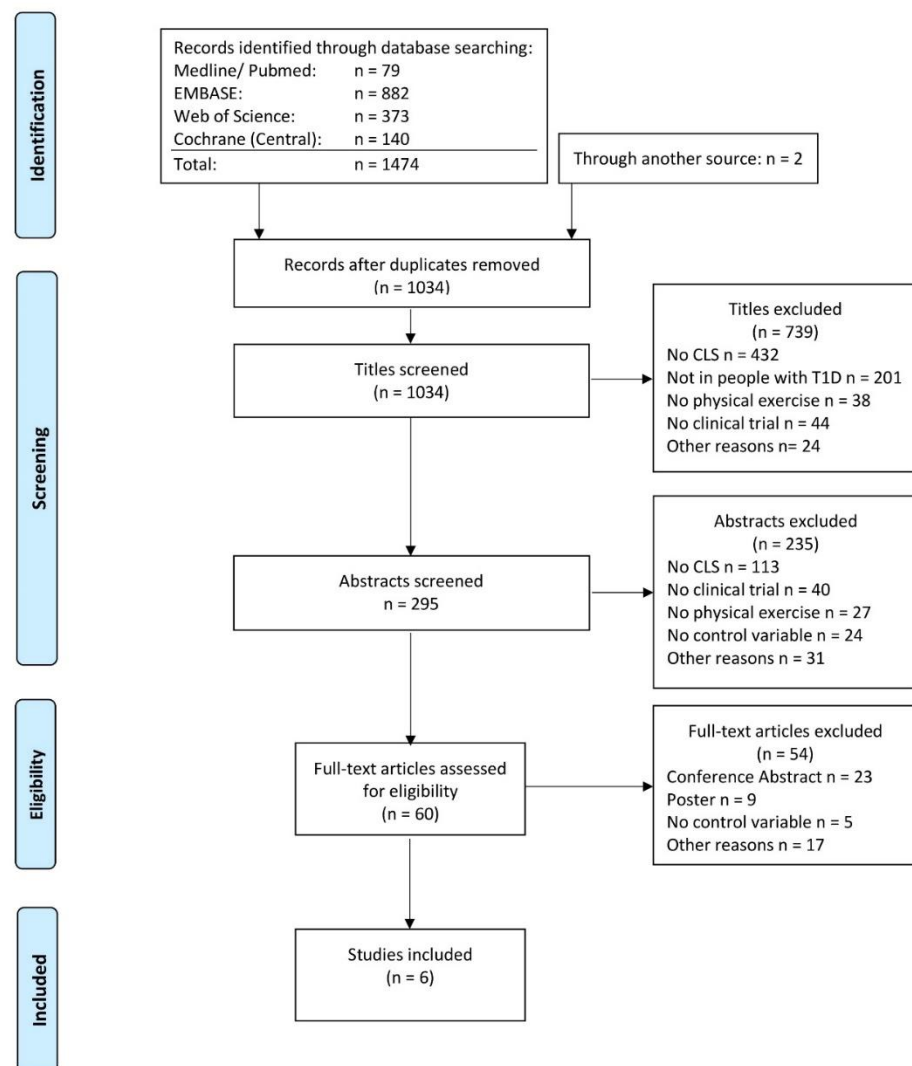 Identification
Records identified through database searching:
Medline/ Pubmed: n = 79
EMBASE: n = 882
Web of Science: n = 373
Cochrane (Central): n = 140
Total: n = 1474
Through another source: n = 2
Records after duplicates removed
(n = 1034)
Screening
Titles screened
(n = 1034)
Titles excluded
(n = 739)
No CLS n = 432
Not in people with T1D n = 201
No physical exercise n = 38
No clinical trial n = 44
Other reasons n= 24
Abstracts screened
n = 295
Abstracts excluded
(n = 235)
No CLS n = 113
No clinical trial n = 40
No physical exercise n = 27
No control variable n = 24
Other reasons n = 31
Eligibility
Full-text articles assessed
for eligibility
(n = 60)
Full-text articles excluded
(n = 54)
Conference Abstract n = 23
Poster n = 9
No control variable n = 5
Other reasons n = 17
Included
Studies included
(n = 6)